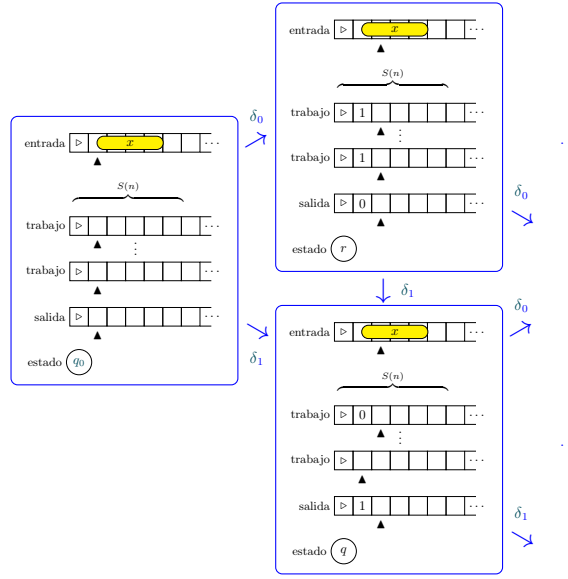 entrada ▷ x ⋯
S(n)
trabajo ▷ ⋯
⋮
trabajo ▷ ⋯
salida ▷ ⋯
estado q₀
δ₀
δ₁
entrada ▷ x ⋯
S(n)
trabajo ▷ 1 ⋯
⋮
trabajo ▷ 1 ⋯
salida ▷ 0 ⋯
estado r
δ₀
δ₁
entrada ▷ x ⋯
S(n)
trabajo ▷ 0 ⋯
⋮
trabajo ▷ ⋯
salida ▷ 1 ⋯
estado q
δ₀
δ₁